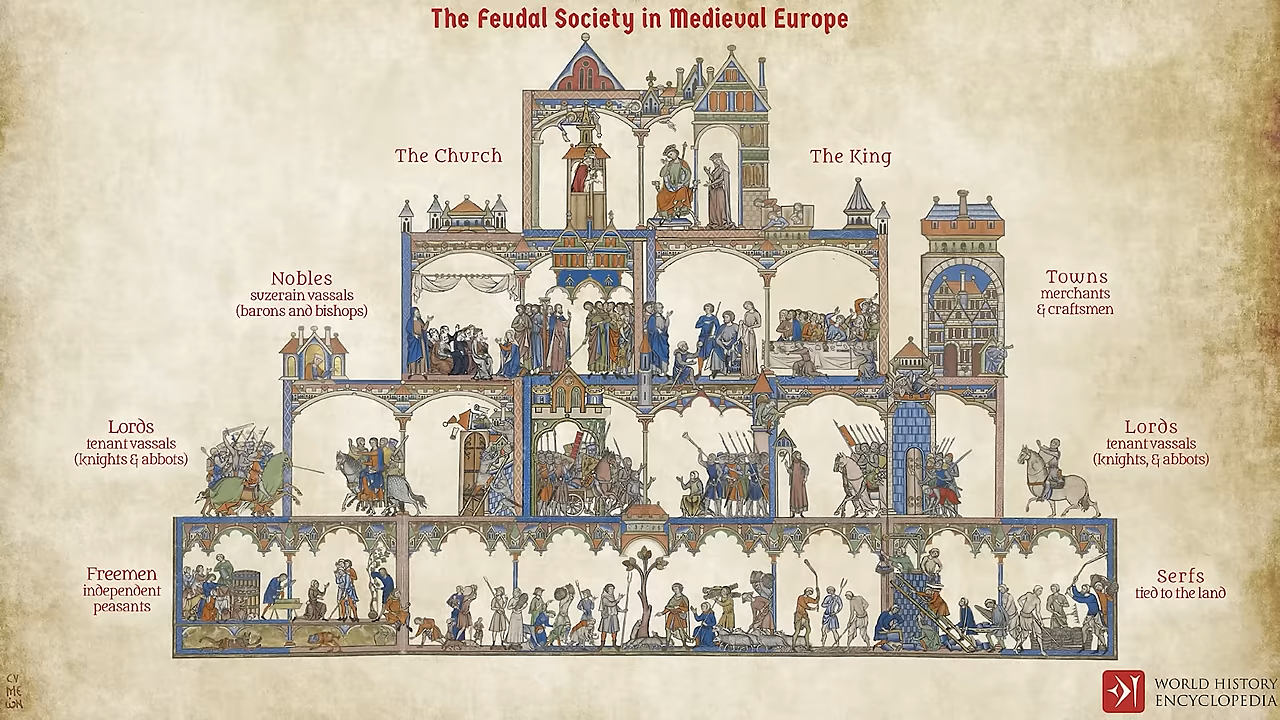 The Feudal Society in Medieval Europe
The Church
The King
Nobles
suzerain vassals
(barons and bishops)
Towns
merchants
& craftsmen
Lords
tenant vassals
(knights & abbots)
Lords
tenant vassals
(knights, & abbots)
Freemen
independent
peasants
Serfs
tied to the land
WORLD HISTORY
ENCYCLOPEDIA